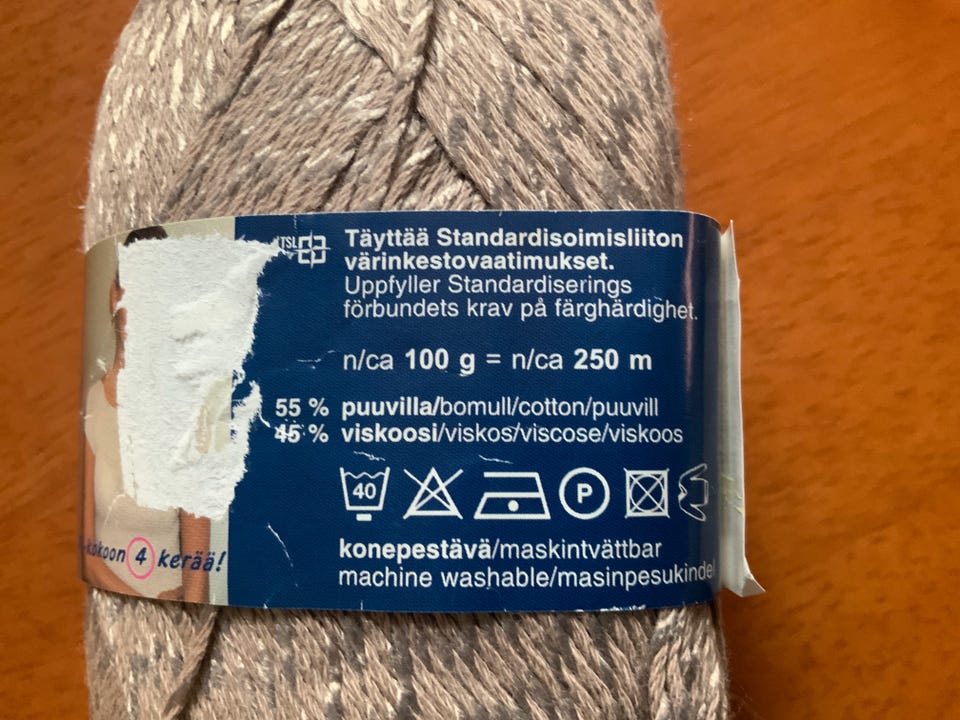 TSL
Täyttää Standardisoimisliiton
värinkestovaatimukset.
Uppfyller Standardiserings
förbundets krav på färghärdighet.
n/ca 100 g = n/ca 250 m
55 % puuvilla/bomull/cotton/puuvill
45 % viskoosi/viskos/viscose/viskoos
40
P
konepestävä/maskintvättbar
machine washable/masinpesukindel
kokoon 4 kerää!